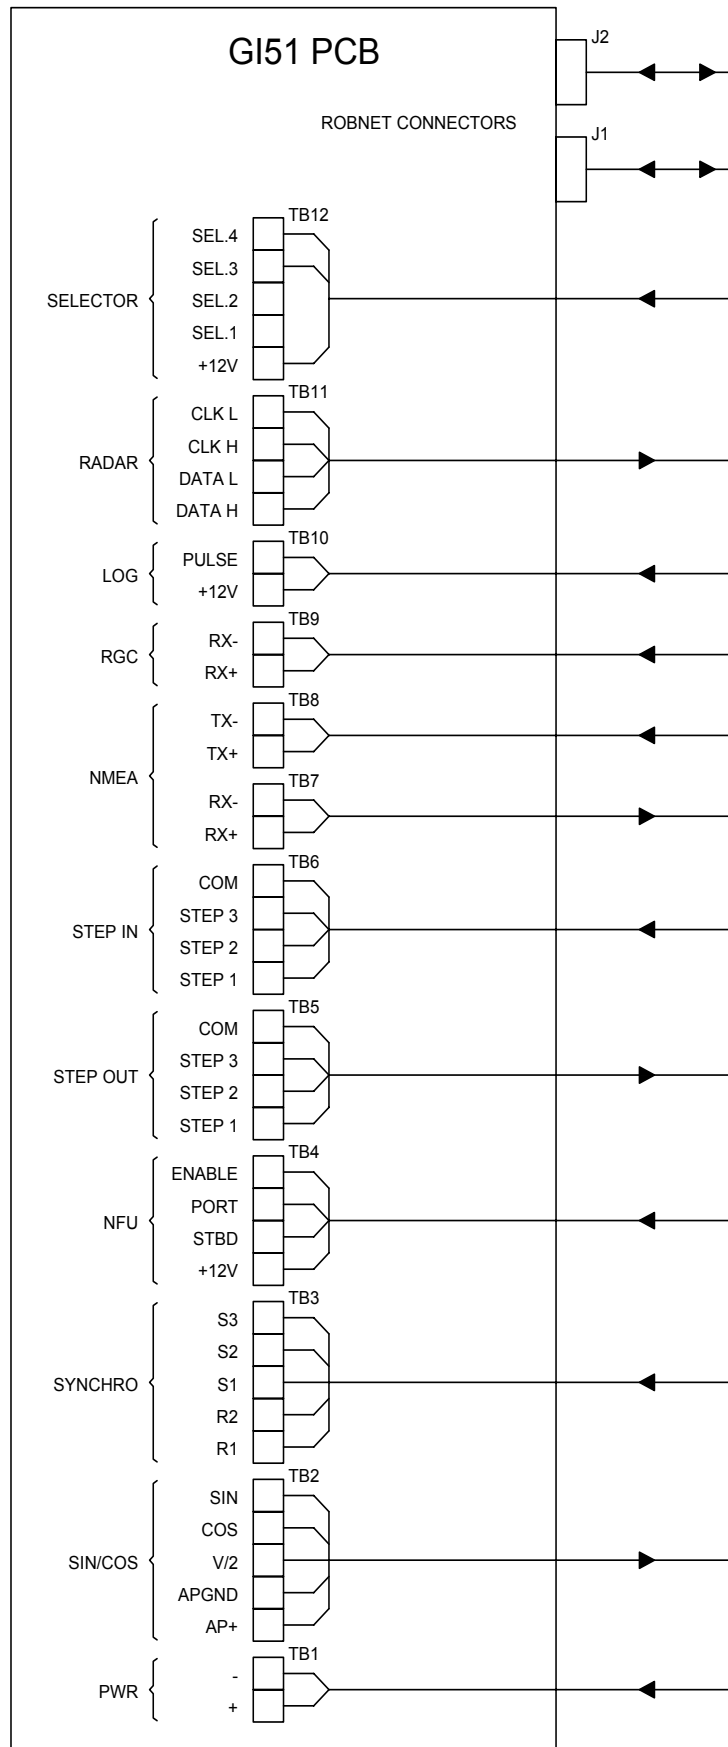 GI51 PCB
J2
ROBNET CONNECTORS
J1
TB12
SELECTOR
SEL.4
SEL.3
SEL.2
SEL.1
+12V
TB11
RADAR
CLK L
CLK H
DATA L
DATA H
TB10
LOG
PULSE
+12V
TB9
RGC
RX-
RX+
TB8
NMEA
TX-
TX+
TB7
RX-
RX+
TB6
STEP IN
COM
STEP 3
STEP 2
STEP 1
TB5
STEP OUT
COM
STEP 3
STEP 2
STEP 1
TB4
NFU
ENABLE
PORT
STBD
+12V
TB3
SYNCHRO
S3
S2
S1
R2
R1
TB2
SIN/COS
SIN
COS
V/2
APGND
AP+
TB1
PWR
-
+